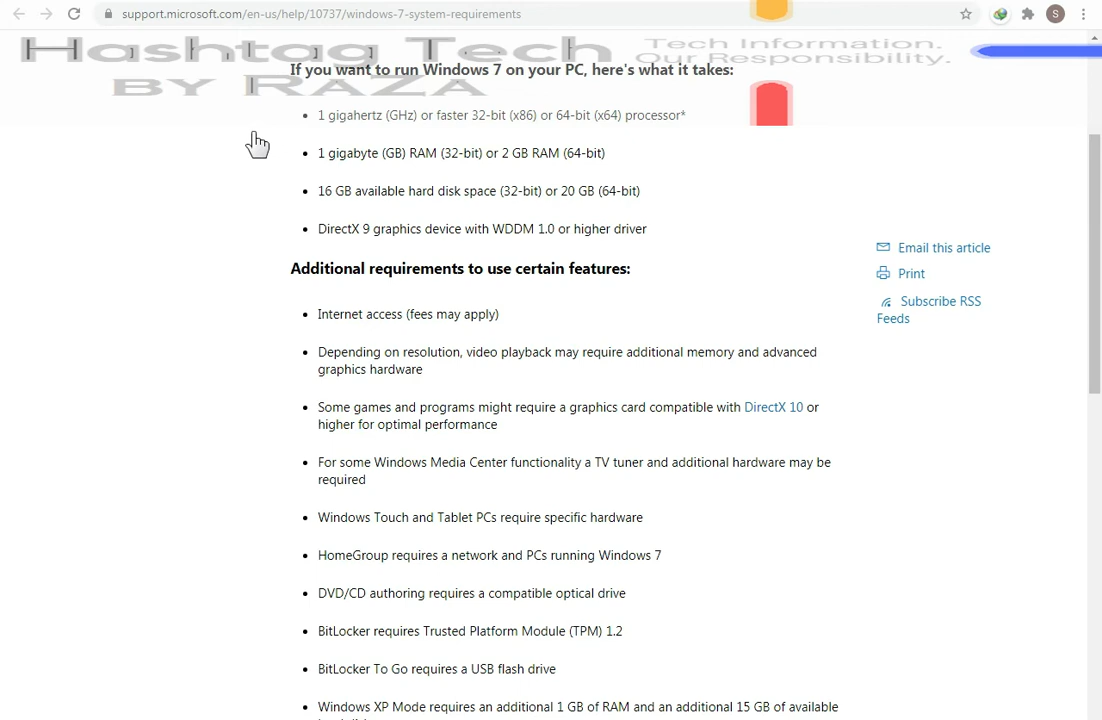 support.microsoft.com/en-us/help/10737/windows-7-system-requirements
S
Hashtag Tech
BY RAZA
Tech Information.
Our Responsibility.
If you want to run Windows 7 on your PC, here's what it takes:
1 gigahertz (GHz) or faster 32-bit (x86) or 64-bit (x64) processor*
1 gigabyte (GB) RAM (32-bit) or 2 GB RAM (64-bit)
16 GB available hard disk space (32-bit) or 20 GB (64-bit)
DirectX 9 graphics device with WDDM 1.0 or higher driver
Email this article
Print
Subscribe RSS
Feeds
Additional requirements to use certain features:
Internet access (fees may apply)
Depending on resolution, video playback may require additional memory and advanced
graphics hardware
Some games and programs might require a graphics card compatible with DirectX 10 or
higher for optimal performance
For some Windows Media Center functionality a TV tuner and additional hardware may be
required
Windows Touch and Tablet PCs require specific hardware
HomeGroup requires a network and PCs running Windows 7
DVD/CD authoring requires a compatible optical drive
BitLocker requires Trusted Platform Module (TPM) 1.2
BitLocker To Go requires a USB flash drive
Windows XP Mode requires an additional 1 GB of RAM and an additional 15 GB of available